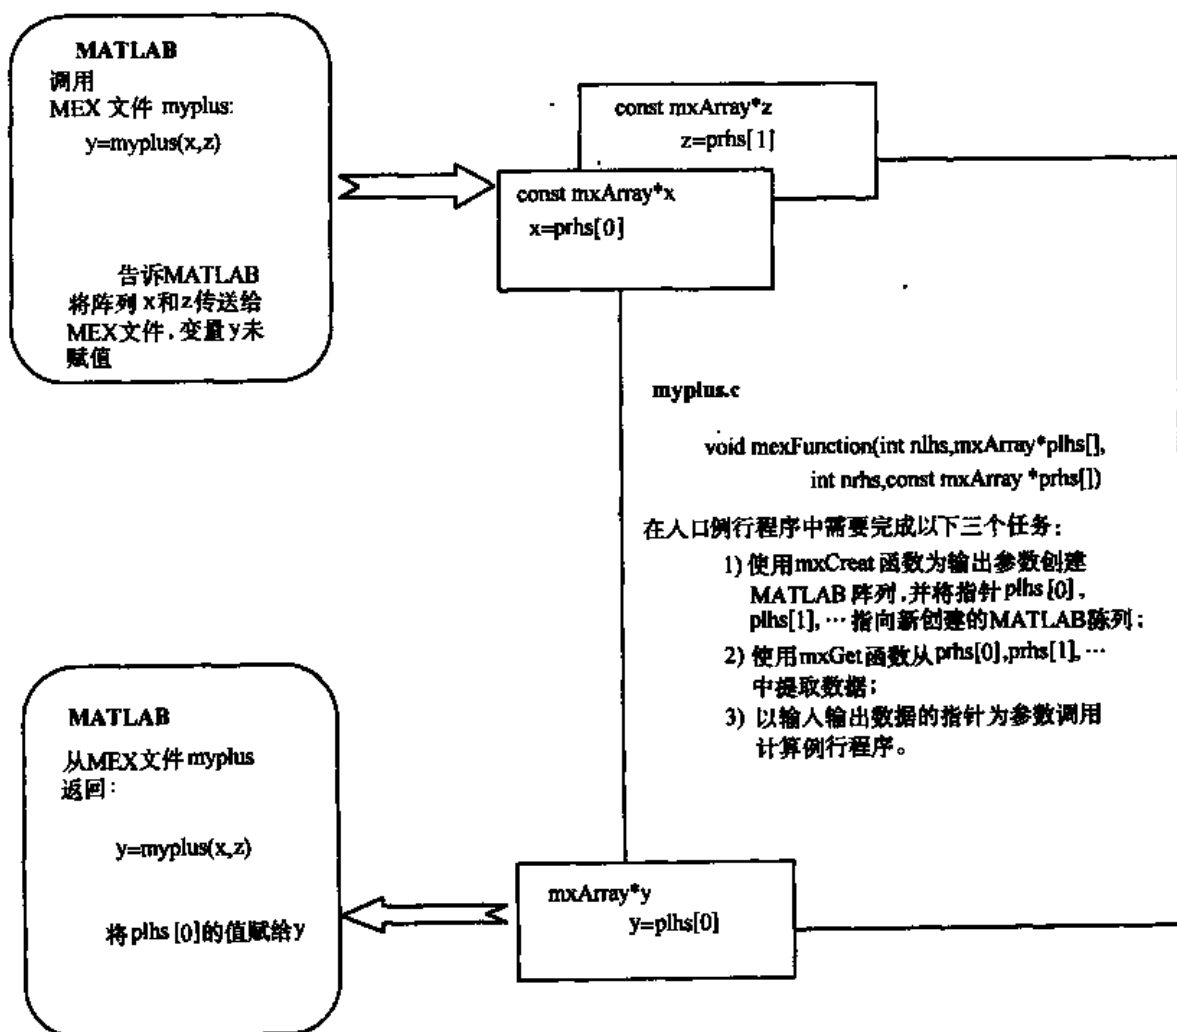 MATLAB
调用
MEX 文件 myplus:
y=myplus(x,z)
告诉MATLAB
将阵列 x和z传送给
MEX文件,变量y未
赋值
const mxArray*z
z=prhs[1]
const mxArray*x
x=prhs[0]
myplus.c
void mexFunction(int nlhs,mxArray*plhs[],
int nrhs,const mxArray *prhs[])
在人口例行程序中需要完成以下三个任务:
1) 使用mxCreat 函数为输出参数创建
MATLAB 阵列,并将指针plhs[0],
plhs[1],…指向新创建的MATLAB陈列;
2) 使用mxGet函数从prhs[0],prhs[1],…
中提取数据;
3) 以输人输出数据的指针为参数调用
计算例行程序。
MATLAB
从MEX文件 myplus
返回:
y=myplus(x,z)
将plhs [0]的值赋给y
mxArray*y
y=plhs[0]